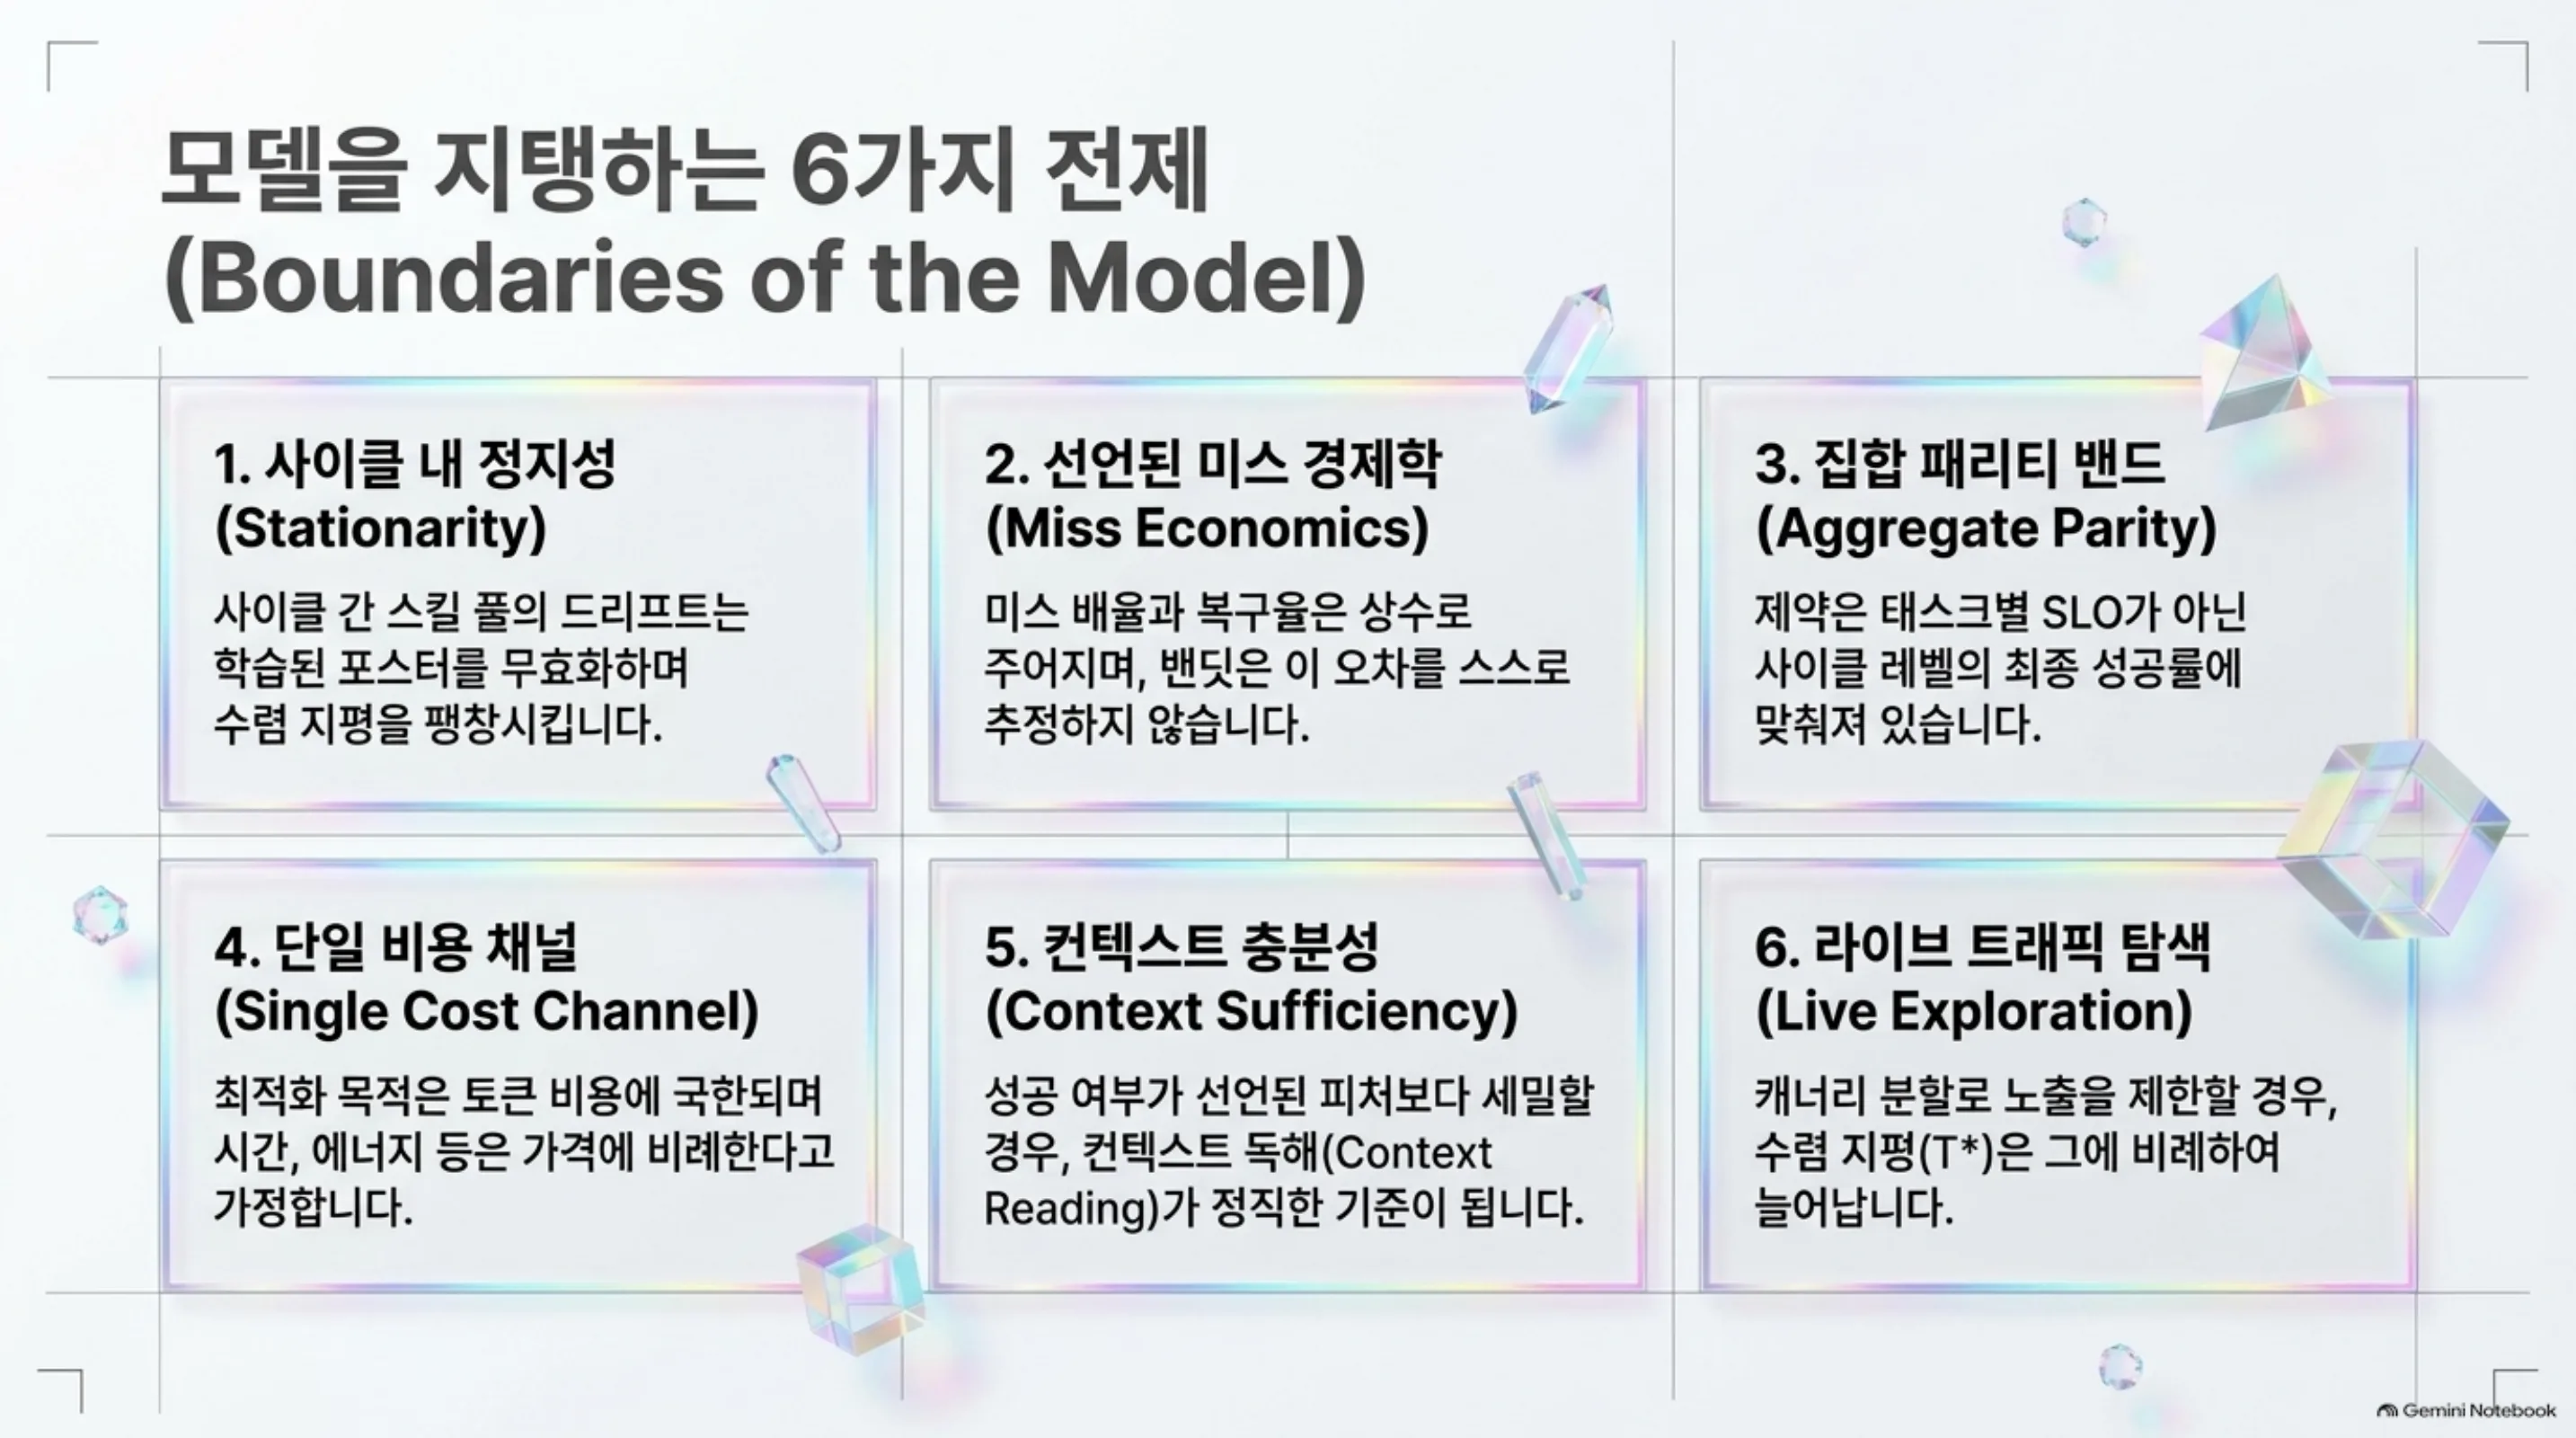 모델을 지탱하는 6가지 전제
(Boundaries of the Model)
1. 사이클 내 정지성
(Stationarity)
사이클 간 스킬 풀의 드리프트는
학습된 포스터를 무효화하며
수렴 지평을 팽창시킵니다.
2. 선언된 미스 경제학
(Miss Economics)
미스 배율과 복구율은 상수로
주어지며, 밴딧은 이 오차를 스스로
추정하지 않습니다.
3. 집합 패리티 밴드
(Aggregate Parity)
제약은 태스크별 SLO가 아닌
사이클 레벨의 최종 성공률에
맞춰져 있습니다.
4. 단일 비용 채널
(Single Cost Channel)
최적화 목적은 토큰 비용에 국한되며
시간, 에너지 등은 가격에 비례한다고
가정합니다.
5. 컨텍스트 충분성
(Context Sufficiency)
성공 여부가 선언된 피처보다 세밀할
경우, 컨텍스트 독해(Context
Reading)가 정직한 기준이 됩니다.
6. 라이브 트래픽 탐색
(Live Exploration)
캐너리 분할로 노출을 제한할 경우,
수렴 지평(T*)은 그에 비례하여
늘어납니다.
Gemini Notebook